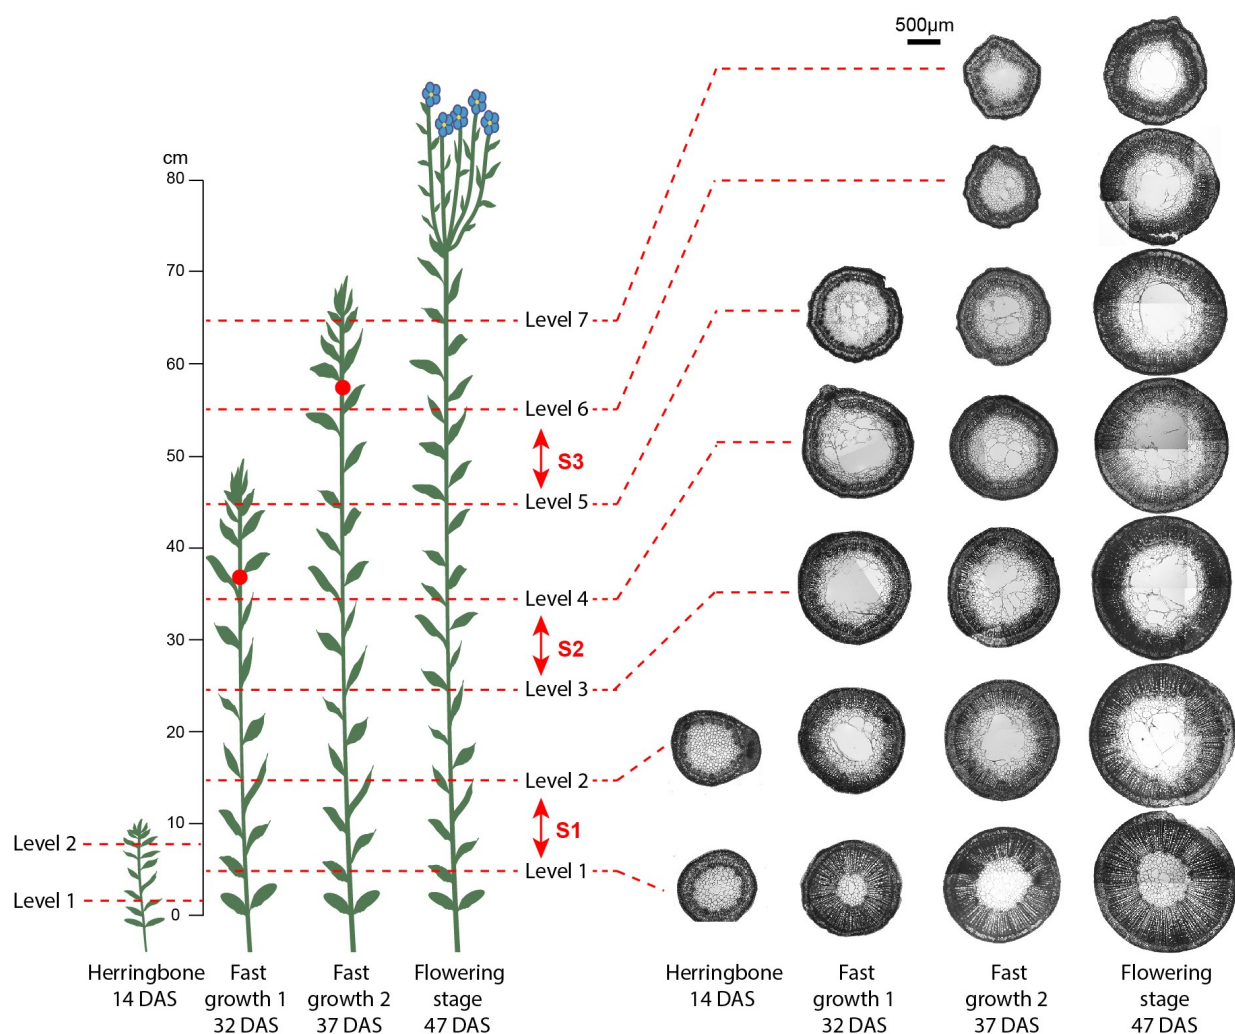 500µm
cm
80
70
Level 7
60
Level 6
50
S3
Level 5
40
Level 4
30
S2
Level 3
20
Level 2
10
S1
Level 2
Level 1
Level 1
0
Herringbone
14 DAS
Fast
growth 1
32 DAS
Fast
growth 2
37 DAS
Flowering
stage
47 DAS
Herringbone
14 DAS
Fast
growth 1
32 DAS
Fast
growth 2
37 DAS
Flowering
stage
47 DAS